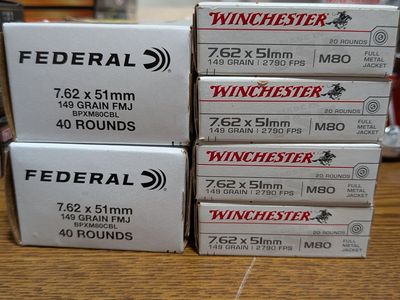 FEDERAL
7.62 x 51mm
149 GRAIN FMJ
BPXM80CBL
40 ROUNDS
FEDERAL
7.62 x 51mm
149 GRAIN FMJ
BPXM80CBL
40 ROUNDS
WINCHESTER
20 ROUNDS
7.62 x 51mm
149 GRAIN | 2790 FPS
M80
FULL
METAL
JACKET
WINCHESTER
20 ROUNDS
7.62 x 51mm
149 GRAIN | 2790 FPS
M80
FULL
METAL
JACKET
WINCHESTER
20 ROUNDS
7.62 x 51mm
149 GRAIN | 2790 FPS
M80
FULL
METAL
JACKET
WINCHESTER
20 ROUNDS
7.62 x 51mm
149 GRAIN | 2790 FPS
M80
FULL
METAL
JACKET